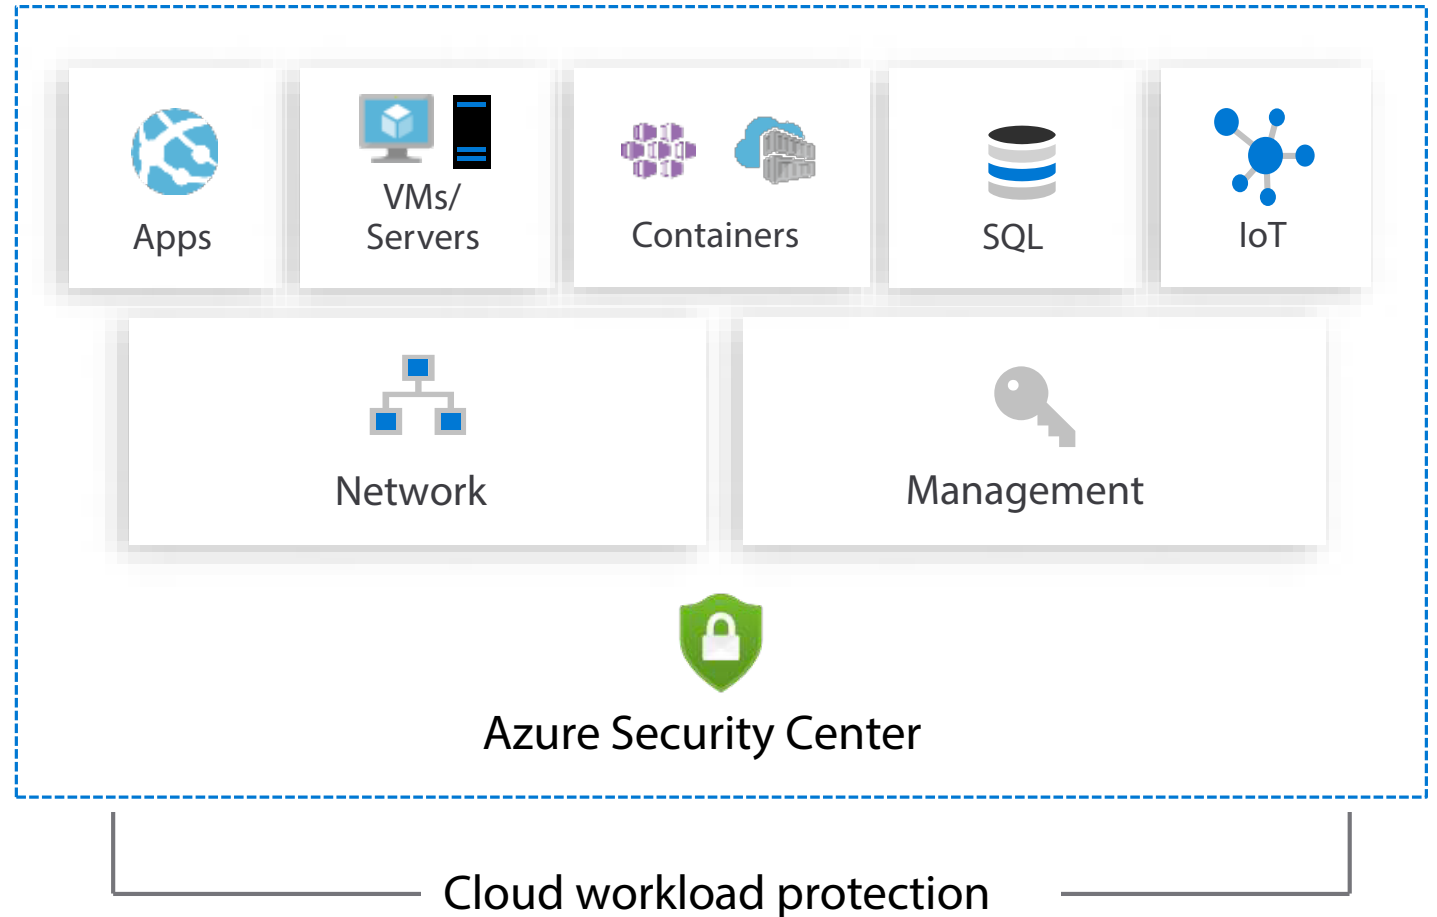 Apps
VMs/
Servers
Containers
SQL
IoT
Network
Management
Azure Security Center
Cloud workload protection